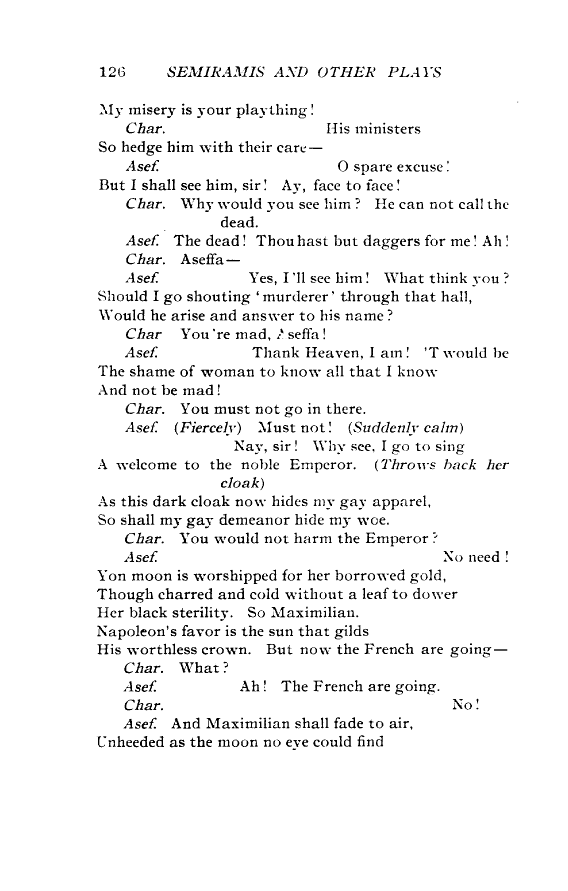 126 SEMIRAMIS AND OTHER PLAYS
My misery is your plaything!
Char. His ministers
So hedge him with their care—
Asef. O spare excuse!
But I shall see him, sir! Ay, face to face!
Char. Why would you see him? He can not call the
dead.
Asef. The dead! Thou hast but daggers for me! Ah!
Char. Aseffa—
Asef. Yes, I'll see him! What think you?
Should I go shouting 'murderer' through that hall,
Would he arise and answer to his name?
Char You're mad, Aseffa!
Asef. Thank Heaven, I am! 'T would be
The shame of woman to know all that I know
And not be mad!
Char. You must not go in there.
Asef. (Fiercely) Must not! (Suddenly calm)
Nay, sir! Why see, I go to sing
A welcome to the noble Emperor. (Throws back her
cloak)
As this dark cloak now hides my gay apparel,
So shall my gay demeanor hide my woe.
Char. You would not harm the Emperor?
Asef. No need!
Yon moon is worshipped for her borrowed gold,
Though charred and cold without a leaf to dower
Her black sterility. So Maximilian.
Napoleon's favor is the sun that gilds
His worthless crown. But now the French are going—
Char. What?
Asef. Ah! The French are going.
Char. No!
Asef. And Maximilian shall fade to air,
Unheeded as the moon no eye could find